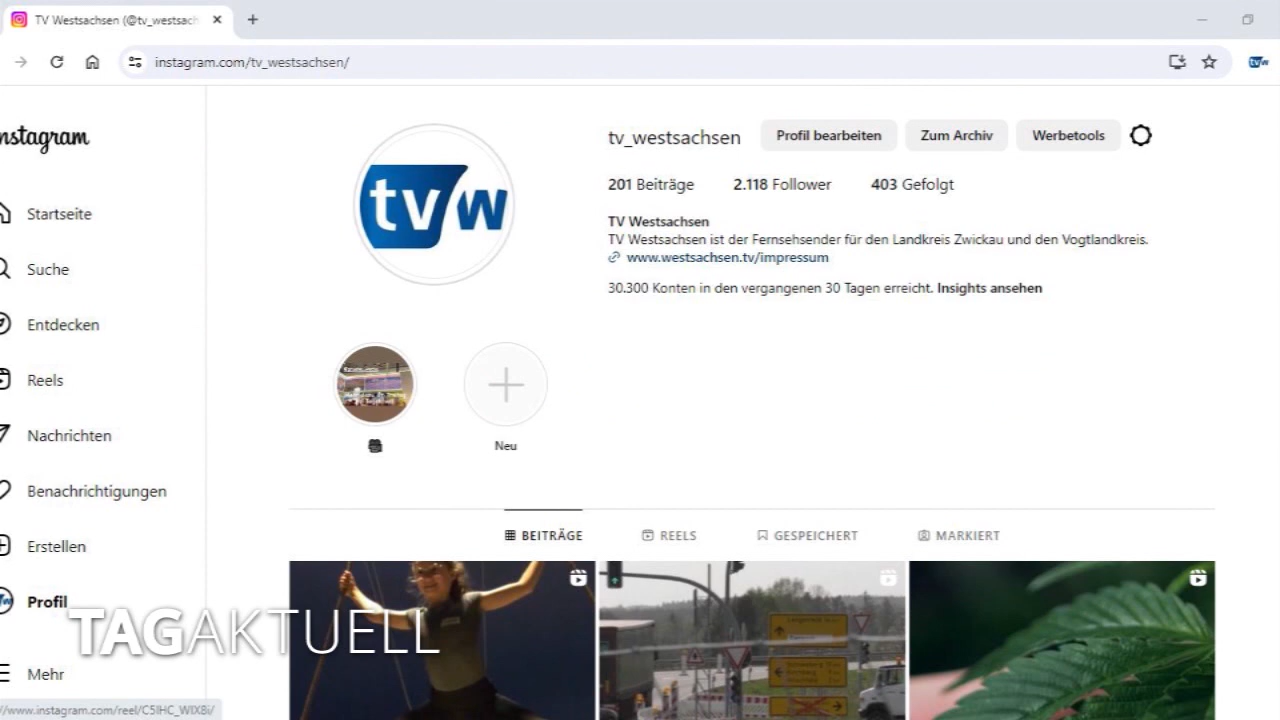 TV Westsachsen (@tv_westsach
instagram.com/tv_westsachsen/
tvw
nstagram
Startseite
Suche
Entdecken
Reels
Nachrichten
Benachrichtigungen
Erstellen
Profil
Mehr
tvw
tv_westsachsen
Profil bearbeiten
Zum Archiv
Werbetools
201 Beiträge
2.118 Follower
403 Gefolgt
TV Westsachsen
TV Westsachsen ist der Fernsehsender für den Landkreis Zwickau und den Vogtlandkreis.
www.westsachsen.tv/impressum
30.300 Konten in den vergangenen 30 Tagen erreicht. Insights ansehen
Neu
BEITRÄGE
REELS
GESPEICHERT
MARKIERT
TAGAKTUELL
//www.instagram.com/reel/C5IHC_WIX8i/